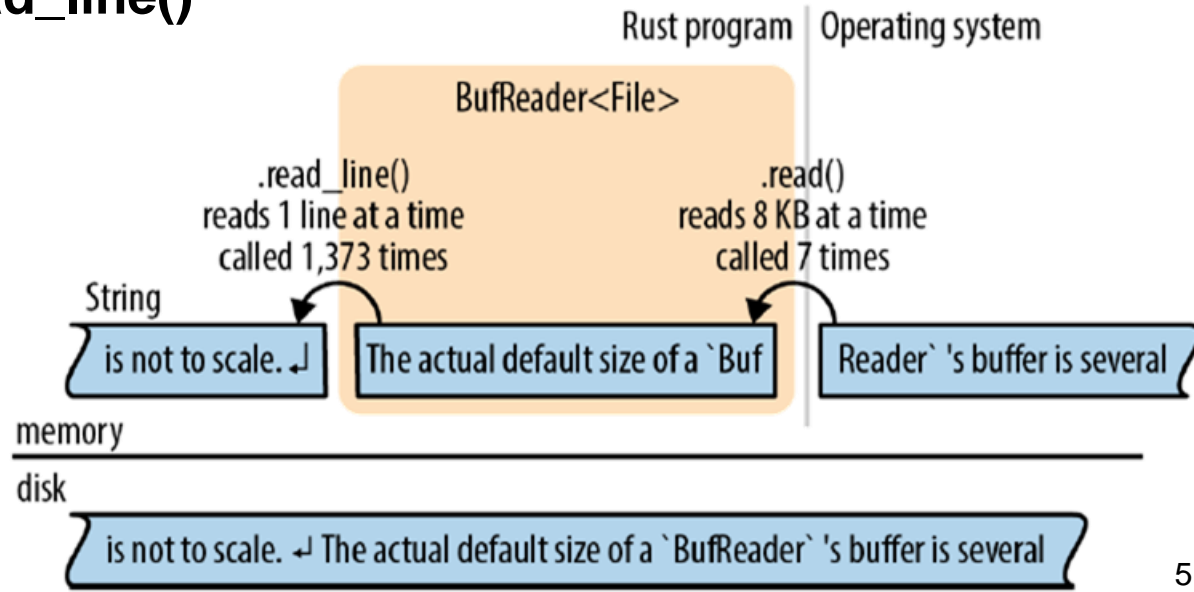 d_line()
Rust program Operating system
BufReader<File>
.read_line()
reads 1 line at a time
called 1,373 times
.read()
reads 8 KB at a time
called 7 times
String
is not to scale. ↲
The actual default size of a `Buf
Reader` 's buffer is several
memory
disk
is not to scale. ↲ The actual default size of a `BufReader` 's buffer is several
5